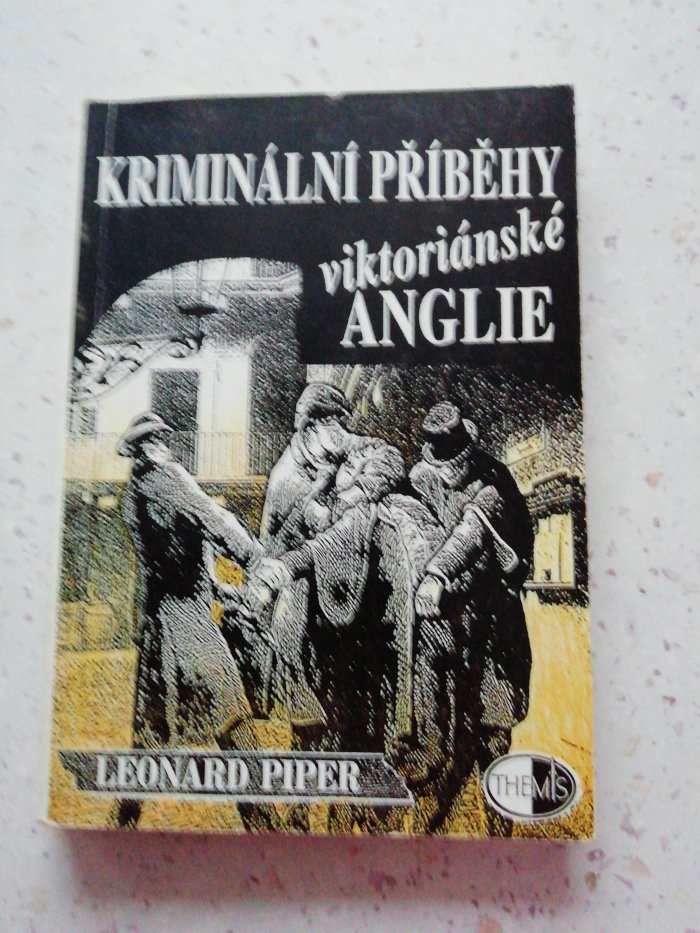 KRIMINÁLNÍ PŘÍBĚHY
viktoriánské
ANGLIE
LEONARD PIPER
THEMIS